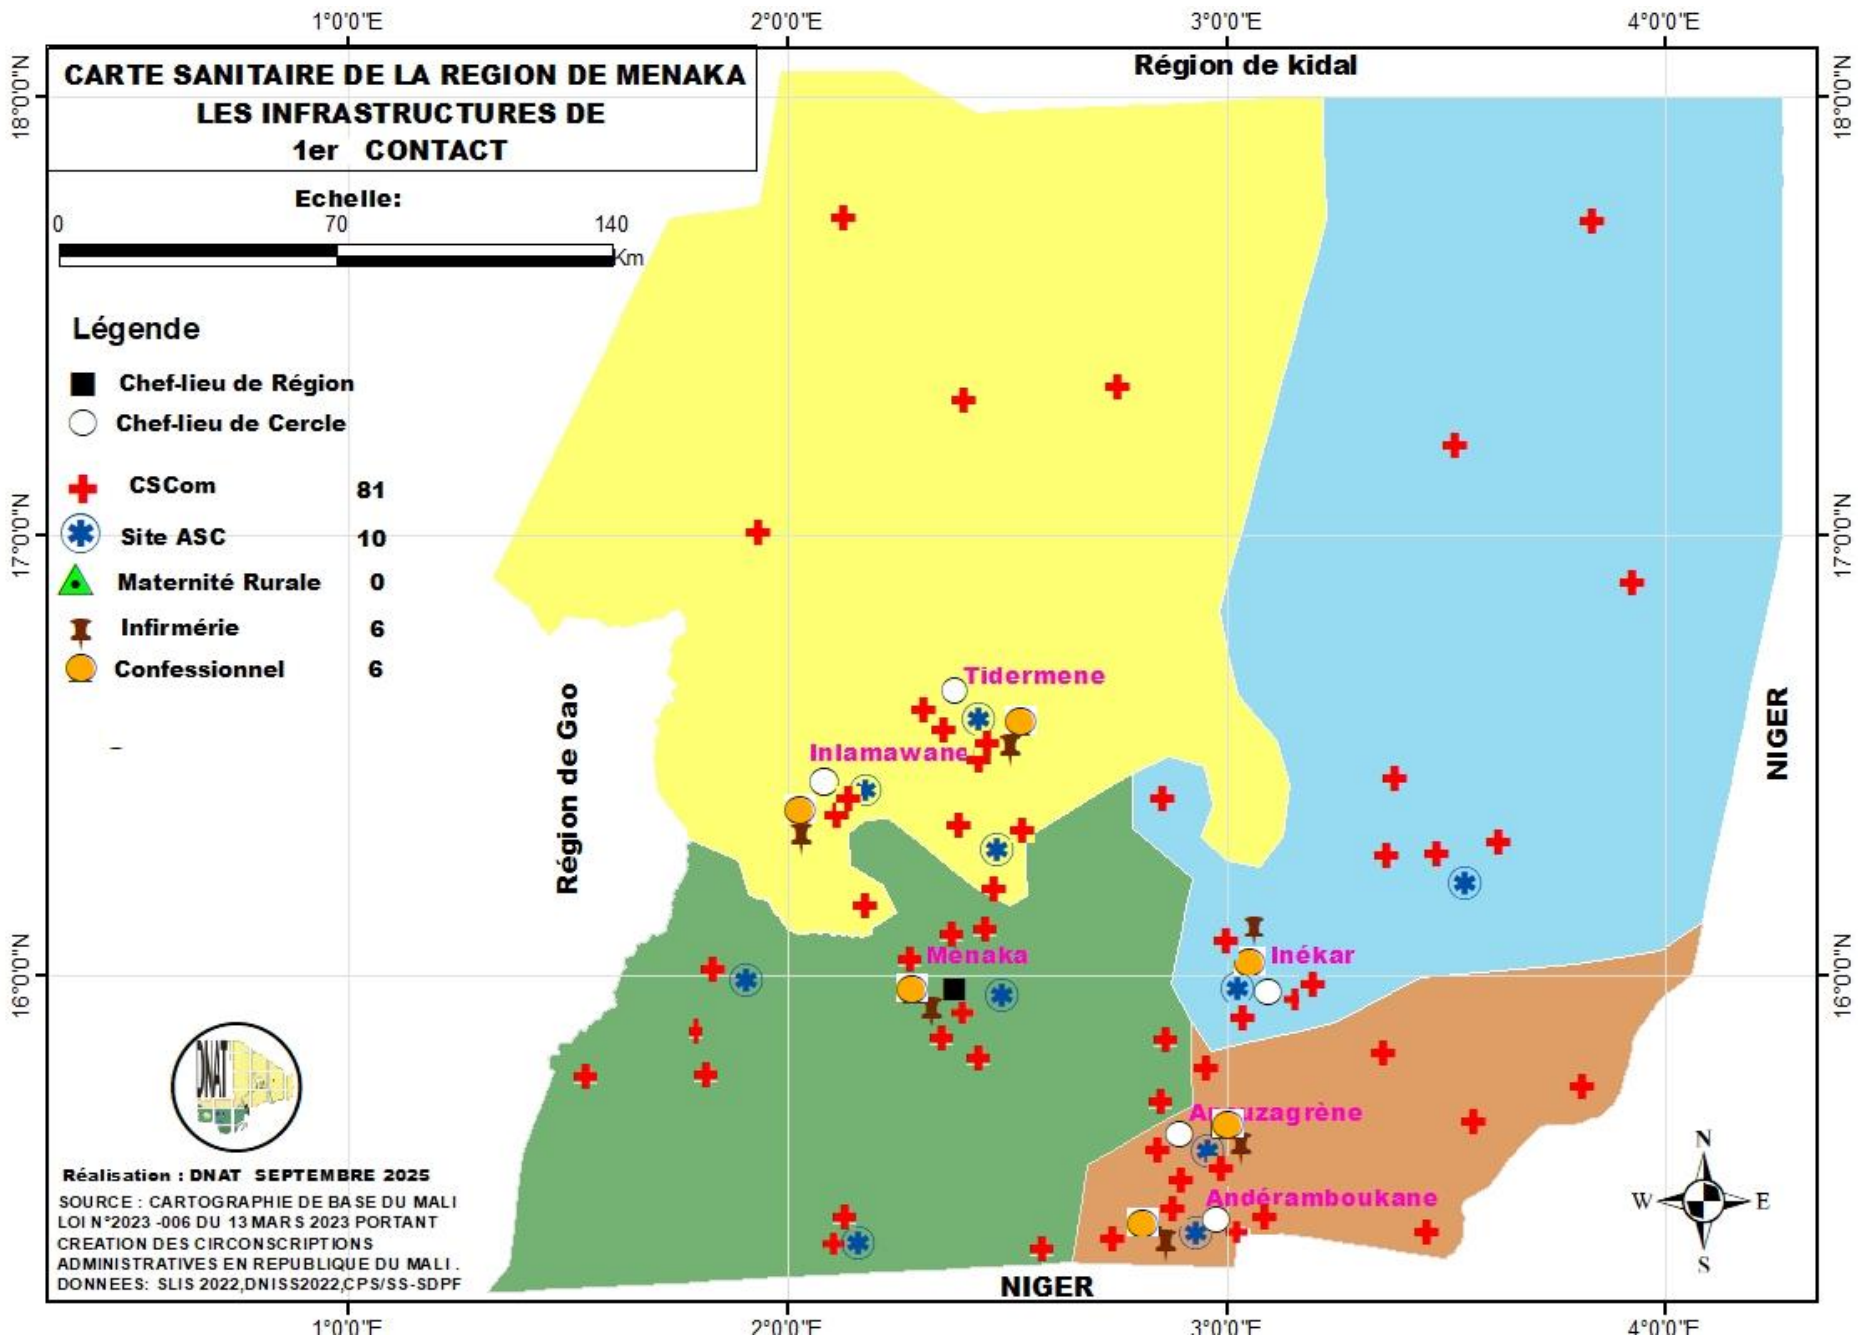 1°0'0"E 2°0'0"E 3°0'0"E 4°0'0"E
CARTE SANITAIRE DE LA REGION DE MENAKA
LES INFRASTRUCTURES DE
1er CONTACT
Région de kidal
18°0'0"N
18°0'0"N
Echelle:
0 70 140
Km
Légende
Chef-lieu de Région
Chef-lieu de Cercle
CSCom 81
Site ASC 10
Maternité Rurale 0
Infirmérie 6
Confessionnel 6
17°0'0"N
17°0'0"N
Région de Gao
NIGER
Tidermene
Inlamawane
Menaka
Inékar
16°0'0"N
16°0'0"N
Andéramboukane
NIGER
DNAT
Réalisation : DNAT SEPTEMBRE 2025
SOURCE : CARTOGRAPHIE DE BASE DU MALI
LOI N°2023 -006 DU 13 MARS 2023 PORTANT
CREATION DES CIRCONSCRIPTIONS
ADMINISTRATIVES EN REPUBLIQUE DU MALI .
DONNEES: SLIS 2022,DNISS2022,CPS/SS-SDPF
N
W E
S
1°0'0"E 2°0'0"E 3°0'0"E 4°0'0"E